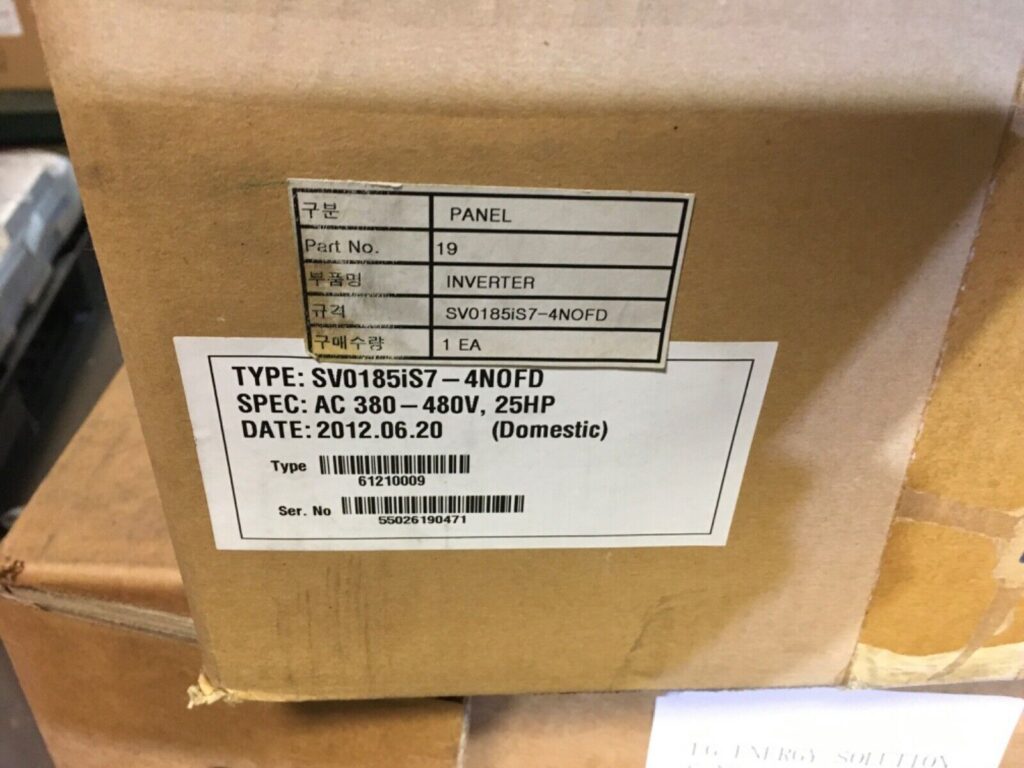 구분 PANEL
Part No. 19
부품명 INVERTER
규격 SV0185iS7-4NOFD
구매수량 1 EA
TYPE: SV0185iS7-4NOFD
SPEC: AC 380-480V, 25HP
DATE: 2012.06.20 (Domestic)
Type
61210009
Ser. No
55026190471
ENERGY SOLUTION